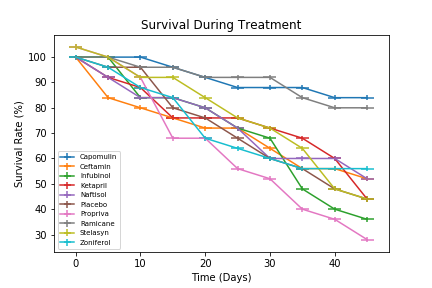 Survival During Treatment
Survival Rate (%)
100
90
80
70
60
50
40
30
Capomulin
Ceftamin
Infubinol
Ketapril
Naftisol
Placebo
Propriva
Ramicane
Stelasyn
Zoniferol
0 10 20 30 40
Time (Days)